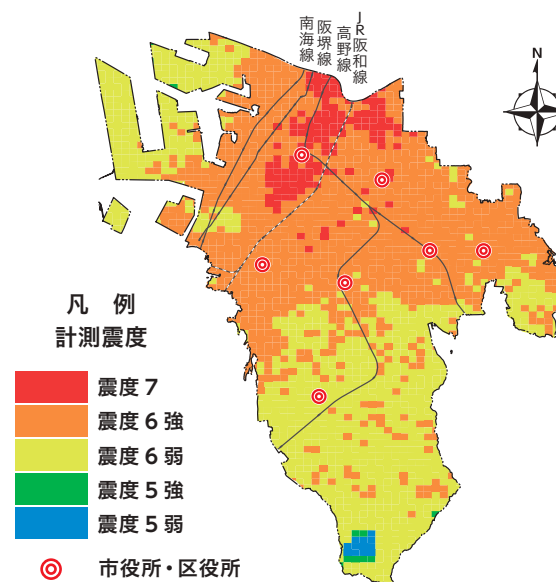 南海線
阪堺線
高野線
JR阪和線
N
凡 例
計測震度
震度7
震度6強
震度6弱
震度5強
震度5弱
市役所・区役所